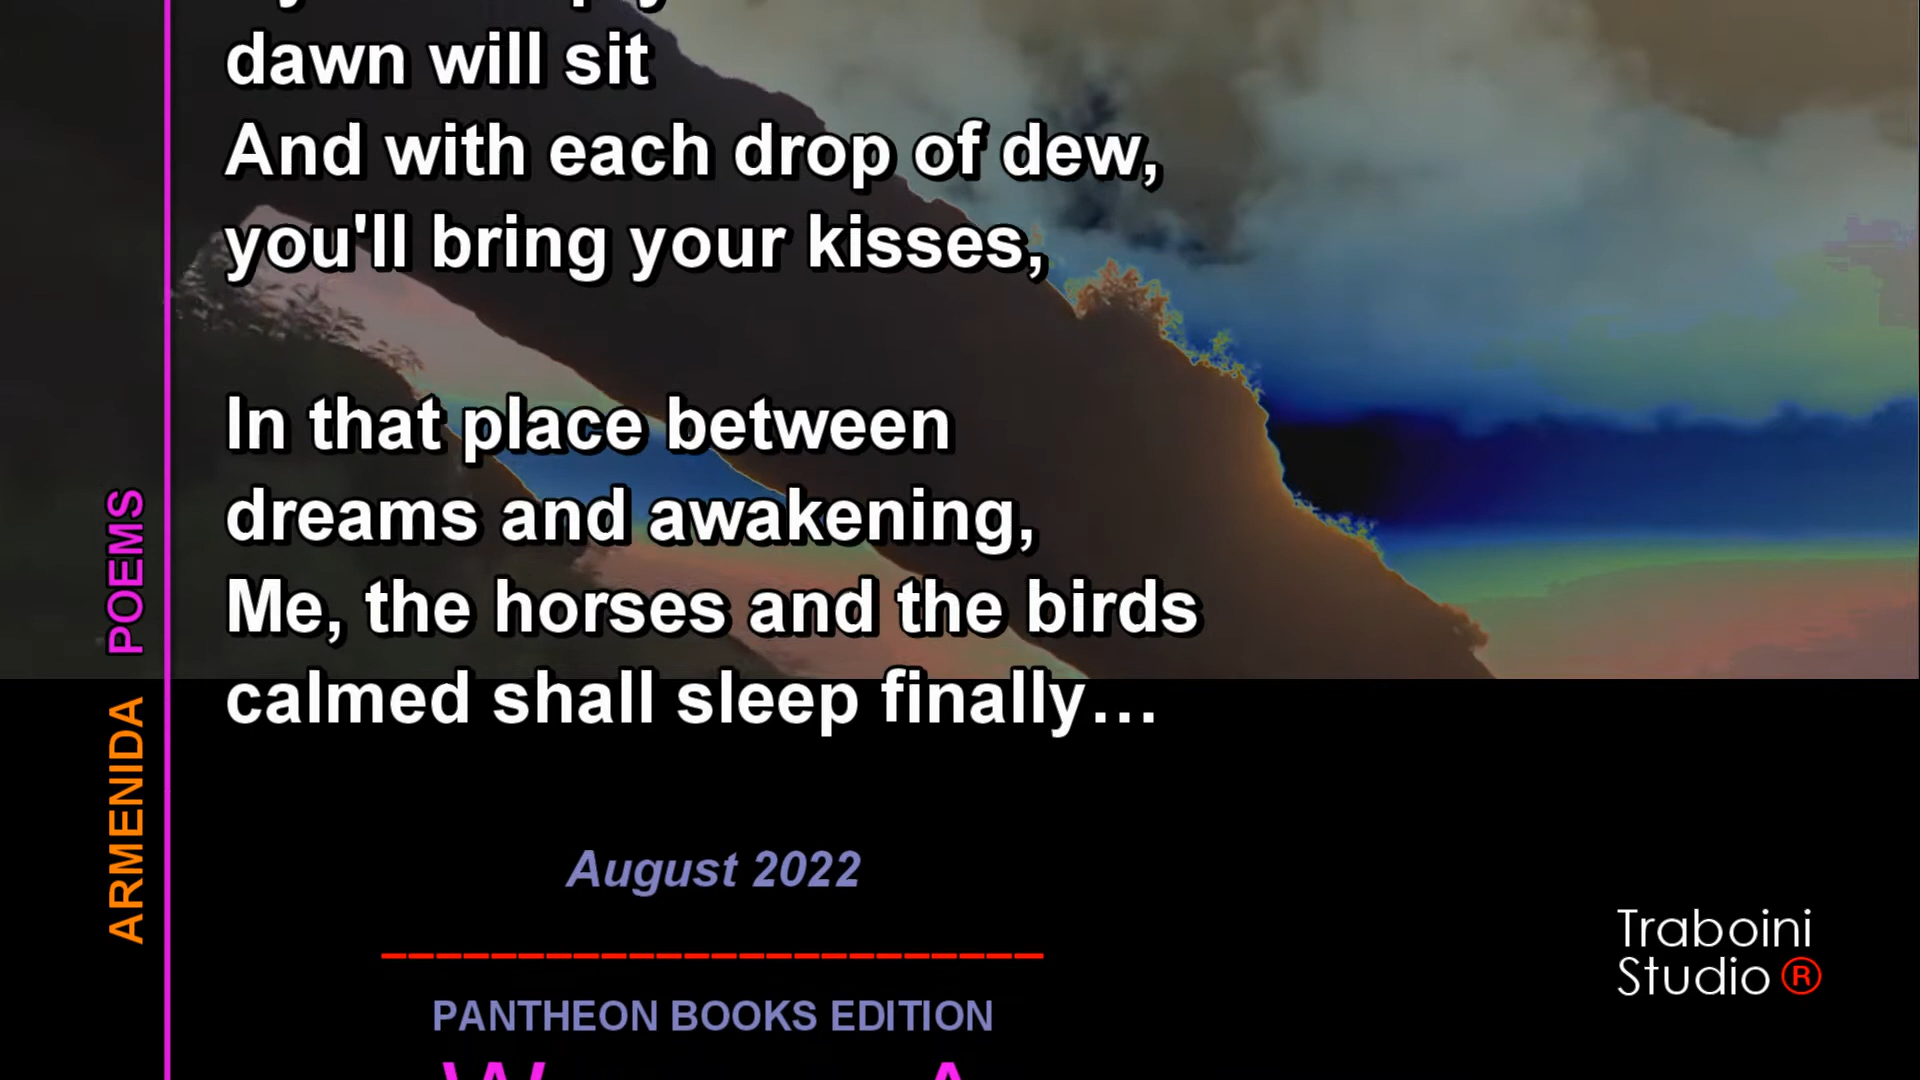 dawn will sit
And with each drop of dew,
you'll bring your kisses,
In that place between
dreams and awakening,
Me, the horses and the birds
calmed shall sleep finally…
August 2022
PANTHEON BOOKS EDITION
ARMENIDA POEMS
Traboini
Studio ®